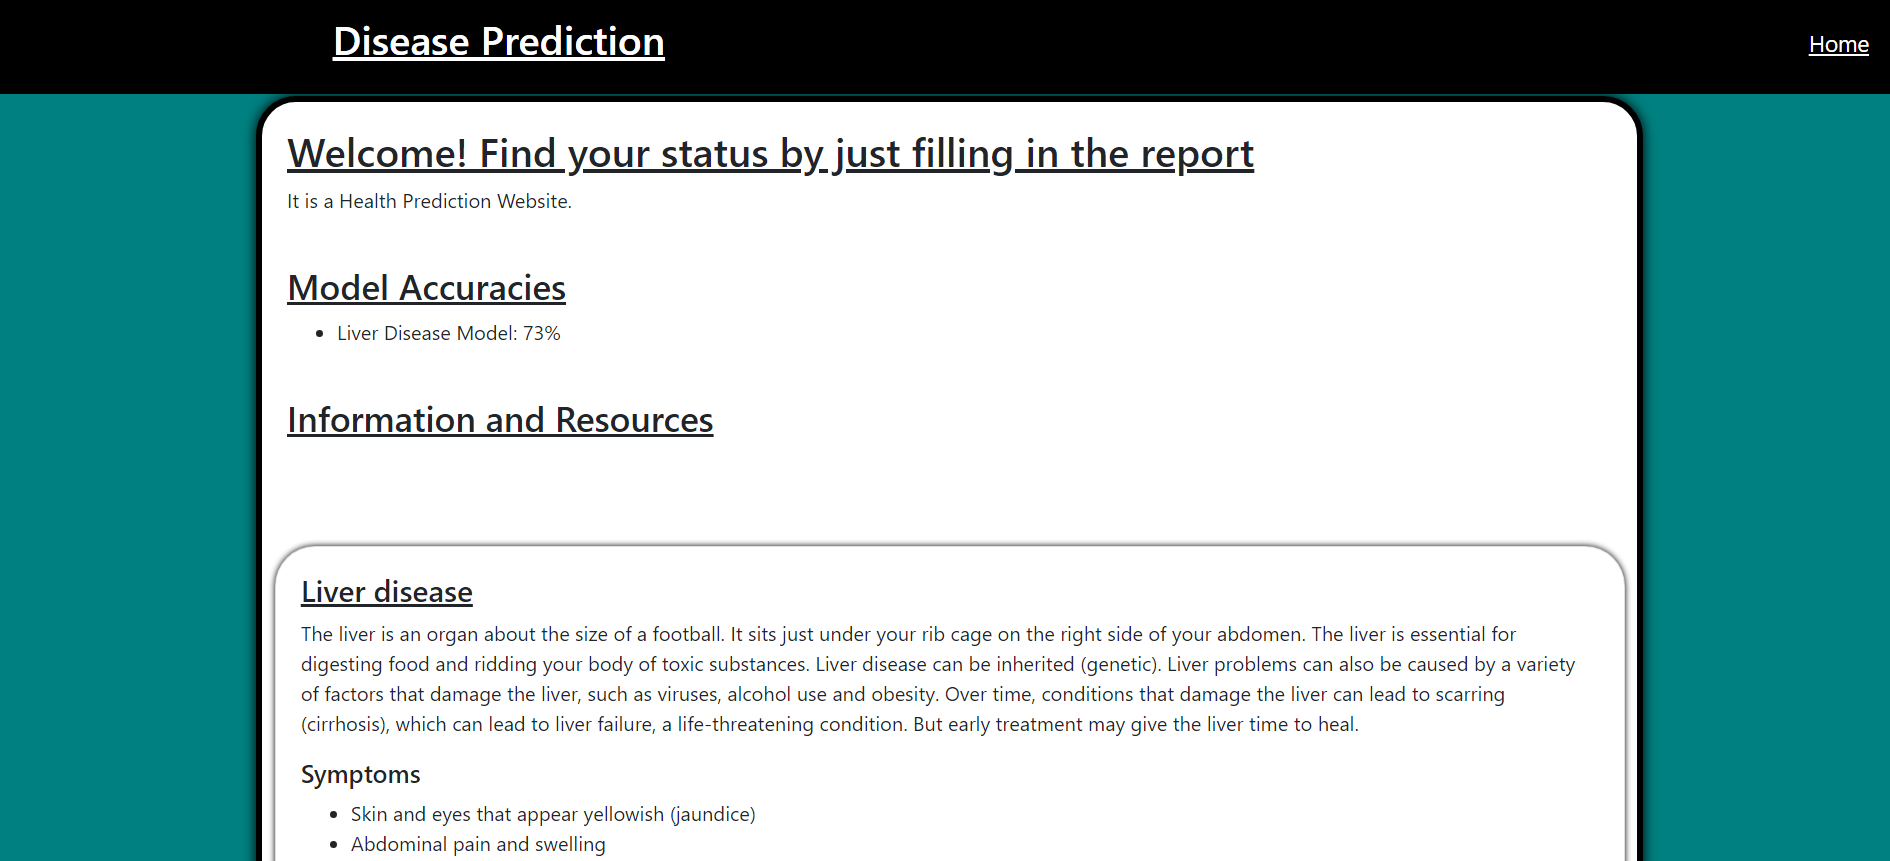 Disease Prediction
Home
Welcome! Find your status by just filling in the report
It is a Health Prediction Website.
Model Accuracies
Liver Disease Model: 73%
Information and Resources
Liver disease
The liver is an organ about the size of a football. It sits just under your rib cage on the right side of your abdomen. The liver is essential for
digesting food and ridding your body of toxic substances. Liver disease can be inherited (genetic). Liver problems can also be caused by a variety
of factors that damage the liver, such as viruses, alcohol use and obesity. Over time, conditions that damage the liver can lead to scarring
(cirrhosis), which can lead to liver failure, a life-threatening condition. But early treatment may give the liver time to heal.
Symptoms
Skin and eyes that appear yellowish (jaundice)
Abdominal pain and swelling